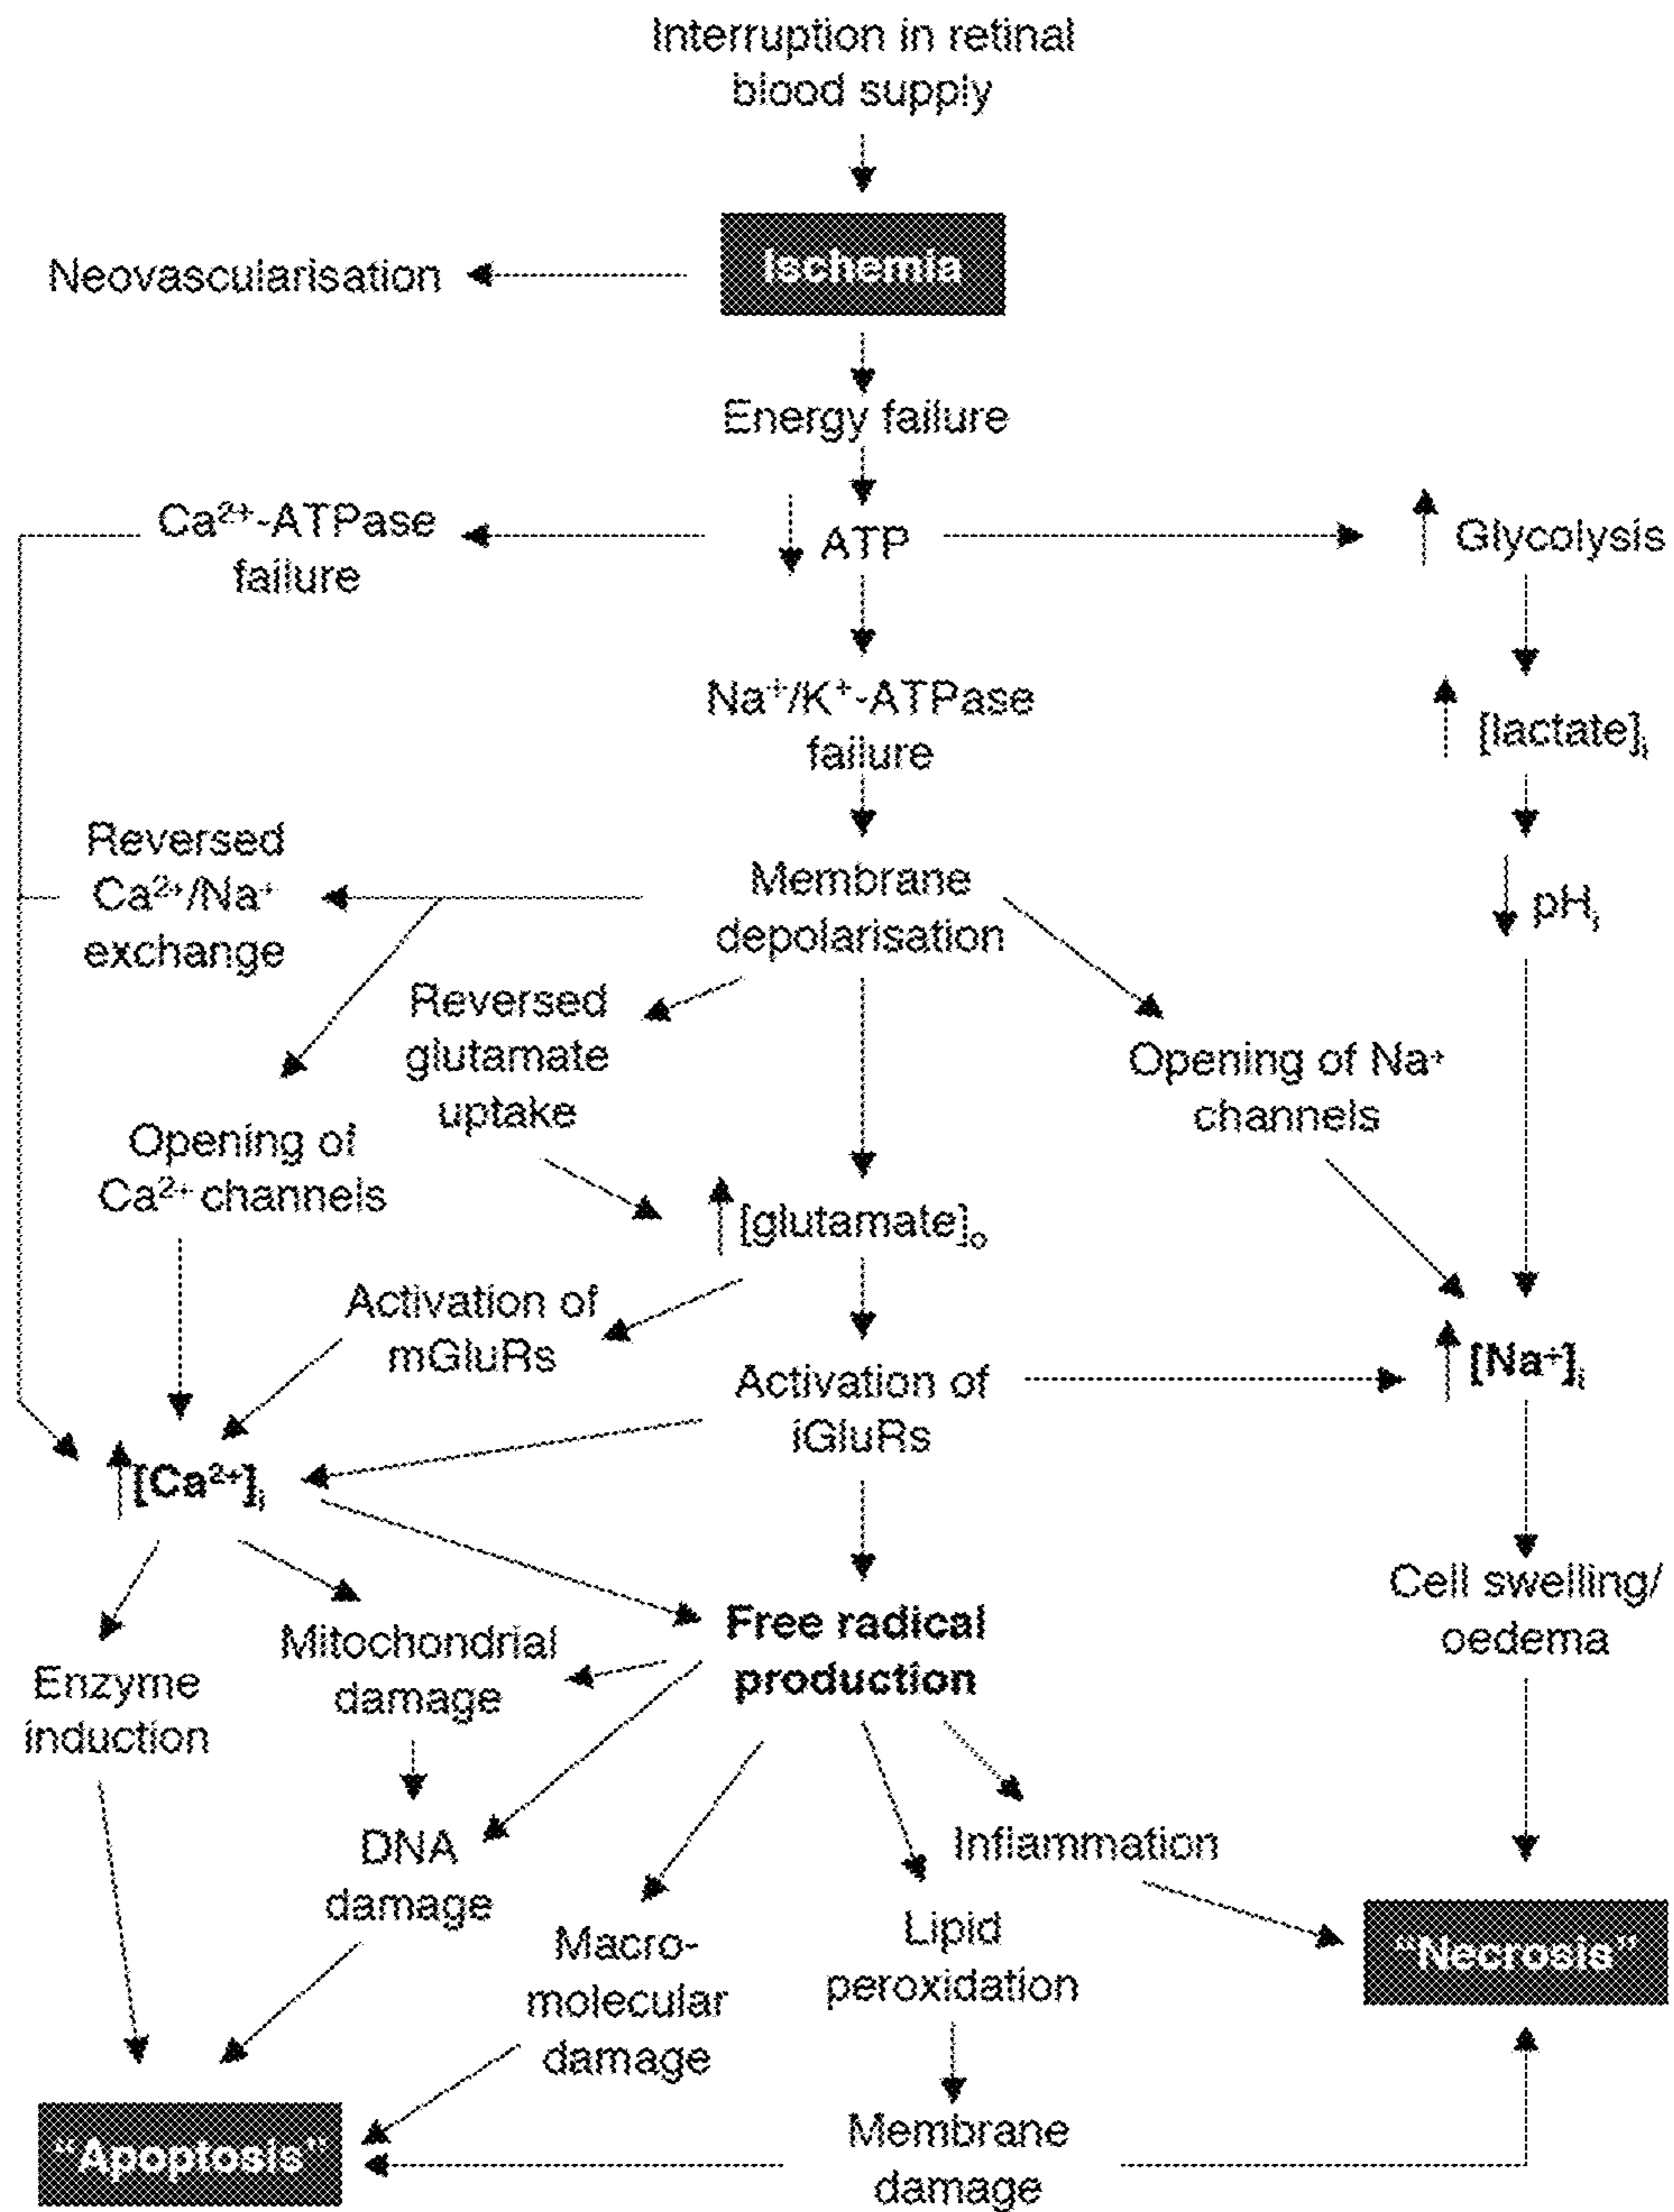 Interruption in retinal
blood supply
Ischemia
Neovascularisation
Energy failure
Ca²⁺-ATPase
failure
ATP
Glycolysis
Na⁺/K⁺-ATPase
failure
[lactate]ᵢ
Reversed
Ca²⁺/Na⁺
exchange
Membrane
depolarisation
pHᵢ
Reversed
glutamate
uptake
Opening of Na⁺
channels
Opening of
Ca²⁺ channels
[glutamate]ₒ
Activation of
mGluRs
Activation of
iGluRs
[Na⁺]ᵢ
[Ca²⁺]ᵢ
Free radical
production
Cell swelling/
oedema
Mitochondrial
damage
Enzyme
induction
DNA
damage
Inflammation
Macro-
molecular
damage
Lipid
peroxidation
“Necrosis”
“Apoptosis”
Membrane
damage